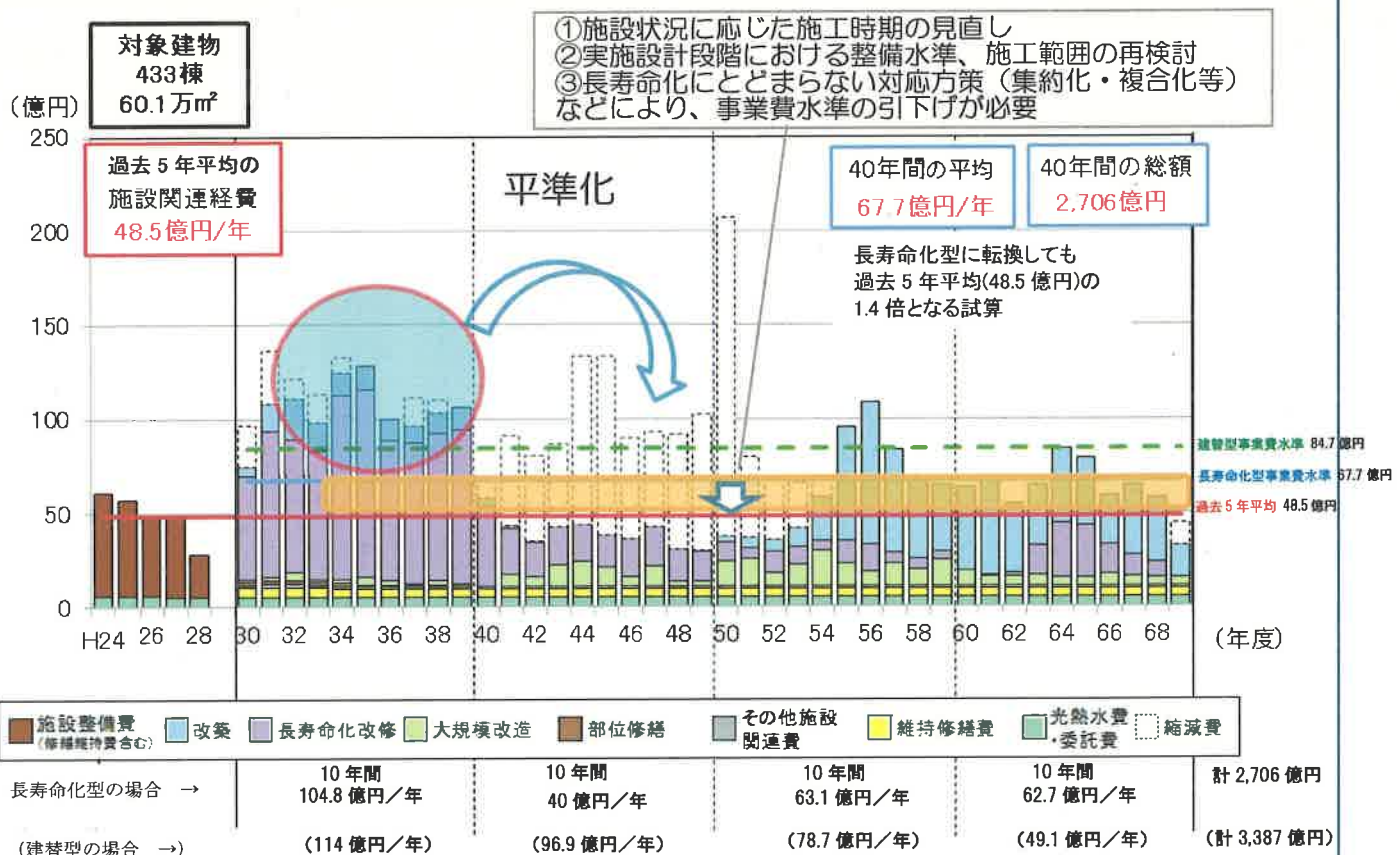 対象建物
433棟
60.1万㎡
①施設状況に応じた施工時期の見直し
②実施設計段階における整備水準、施工範囲の再検討
③長寿命化にとどまらない対応方策（集約化・複合化等）
などにより、事業費水準の引下げが必要
（億円）
250
200
150
100
50
0
過去５年平均の
施設関連経費
48.5億円/年
平準化
40年間の平均
67.7億円/年
40年間の総額
2,706億円
長寿命化型に転換しても
過去５年平均(48.5億円)の
1.4倍となる試算
建替型事業費水準 84.7億円
長寿命化型事業費水準 67.7億円
過去５年平均 48.5億円
H24 26 28 30 32 34 36 38 40 42 44 46 48 50 52 54 56 58 60 62 64 66 68 （年度）
施設整備費
(修繕維持費含む)
改築
長寿命化改修
大規模改造
部位修繕
その他施設
関連費
維持修繕費
光熱水費
・委託費
縮減費
長寿命化型の場合 →
10年間
104.8億円／年
10年間
40億円／年
10年間
63.1億円／年
10年間
62.7億円／年
計2,706億円
(建替型の場合 →)
(114億円／年)
(96.9億円／年)
(78.7億円／年)
(49.1億円／年)
(計3,387億円)